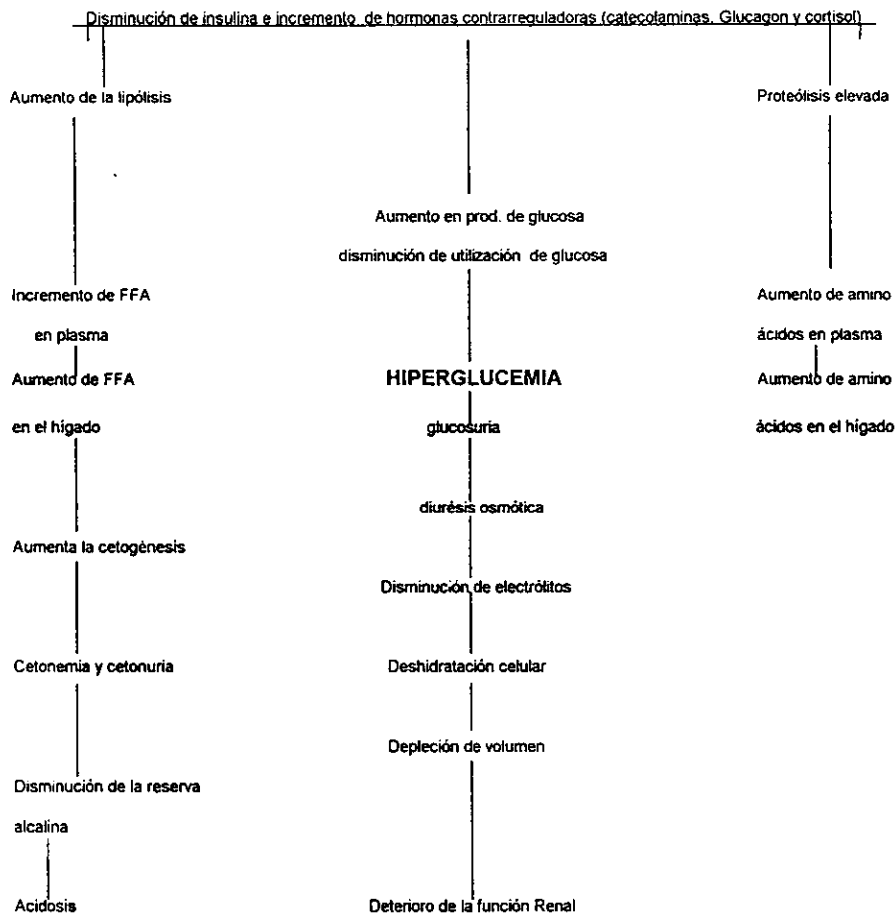 Disminución de insulina e incremento de hormonas contrarreguladoras (catecolaminas. Glucagon y cortisol)
Aumento de la lipólisis
Proteólisis elevada
Aumento en prod. de glucosa
disminución de utilización de glucosa
Incremento de FFA
en plasma
Aumento de amino
ácidos en plasma
Aumento de FFA
en el hígado
HIPERGLUCEMIA
glucosuria
Aumento de amino
ácidos en el hígado
diurésis osmótica
Aumenta la cetogénesis
Disminución de electrólitos
Cetonemia y cetonuria
Deshidratación celular
Depleción de volumen
Disminución de la reserva
alcalina
Acidosis
Deterioro de la función Renal